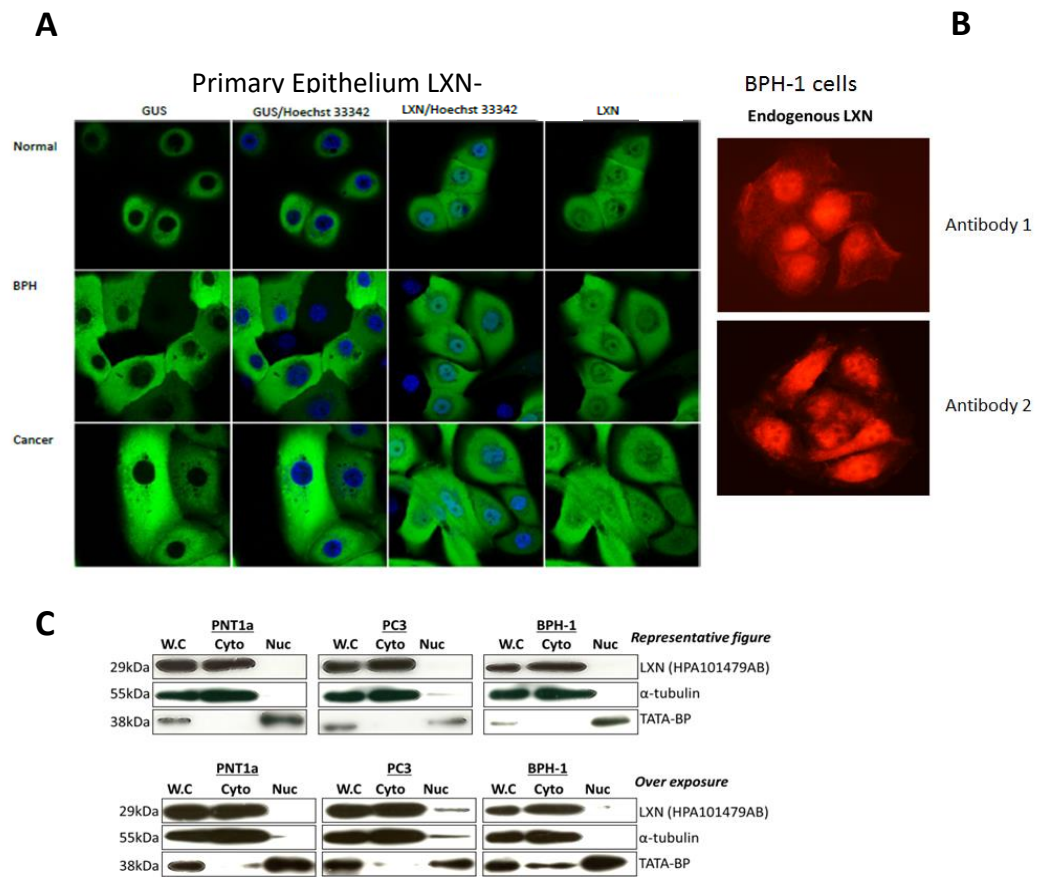 A
B
Primary Epithelium LXN-
BPH-1 cells
GUS
GUS/Hoechst 33342
LXN/Hoechst 33342
LXN
Endogenous LXN
Normal
Antibody 1
BPH
Antibody 2
Cancer
C
PNT1a
PC3
BPH-1
Representative figure
W.C Cyto Nuc
W.C Cyto Nuc
W.C Cyto Nuc
29kDa
LXN (HPA101479AB)
55kDa
α-tubulin
38kDa
TATA-BP
PNT1a
PC3
BPH-1
Over exposure
W.C Cyto Nuc
W.C Cyto Nuc
W.C Cyto Nuc
29kDa
LXN (HPA101479AB)
55kDa
α-tubulin
38kDa
TATA-BP